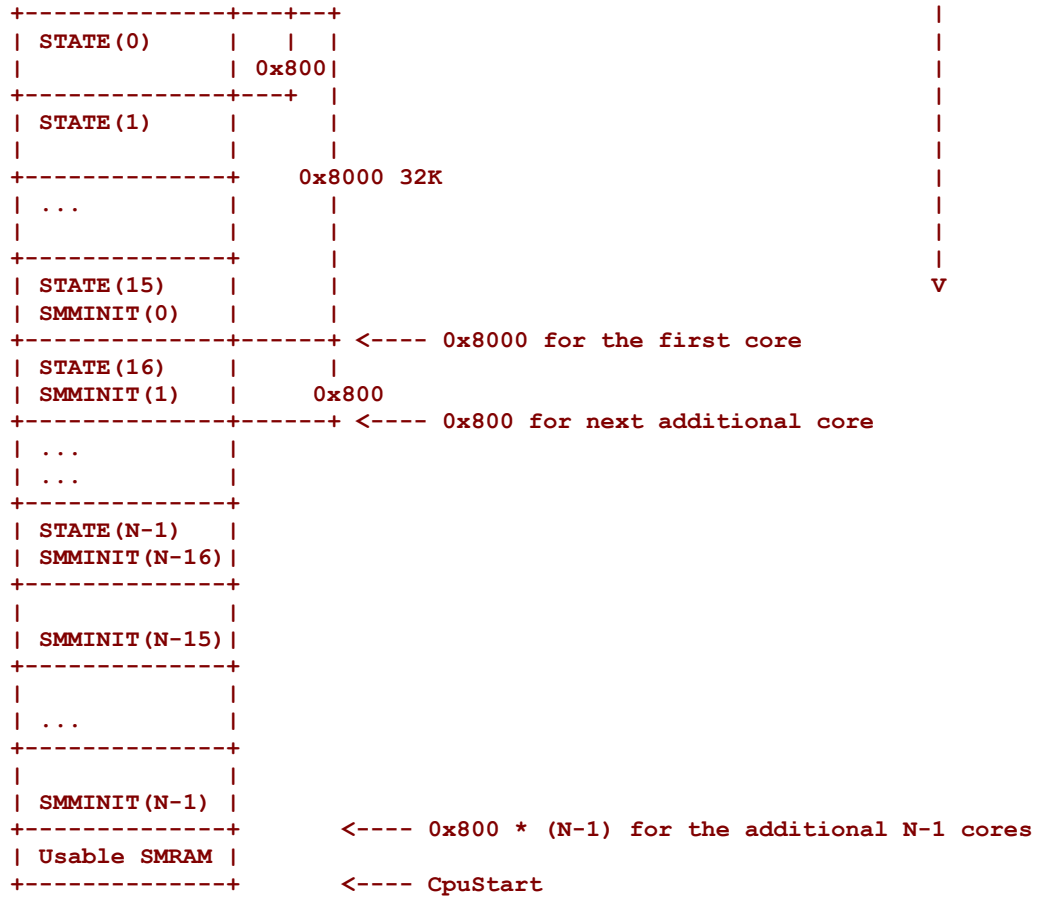 +--------------+---+--+                                       |
| STATE(0)     |   |  |                                       |
|              | 0x800|                                       |
+--------------+---+  |                                       |
| STATE(1)     |      |                                       |
|              |      |                                       |
+--------------+    0x8000 32K                                |
| ...          |      |                                       |
|              |      |                                       |
+--------------+      |                                       |
| STATE(15)    |      |                                       V
| SMMINIT(0)   |      |
+--------------+------+ <---- 0x8000 for the first core
| STATE(16)    |      |
| SMMINIT(1)   |     0x800
+--------------+------+ <---- 0x800 for next additional core
| ...          |
| ...          |
+--------------+
| STATE(N-1)   |
| SMMINIT(N-16)|
+--------------+
|              |
| SMMINIT(N-15)|
+--------------+
|              |
| ...          |
+--------------+
|              |
| SMMINIT(N-1) |
+--------------+       <---- 0x800 * (N-1) for the additional N-1 cores
| Usable SMRAM |
+--------------+       <---- CpuStart